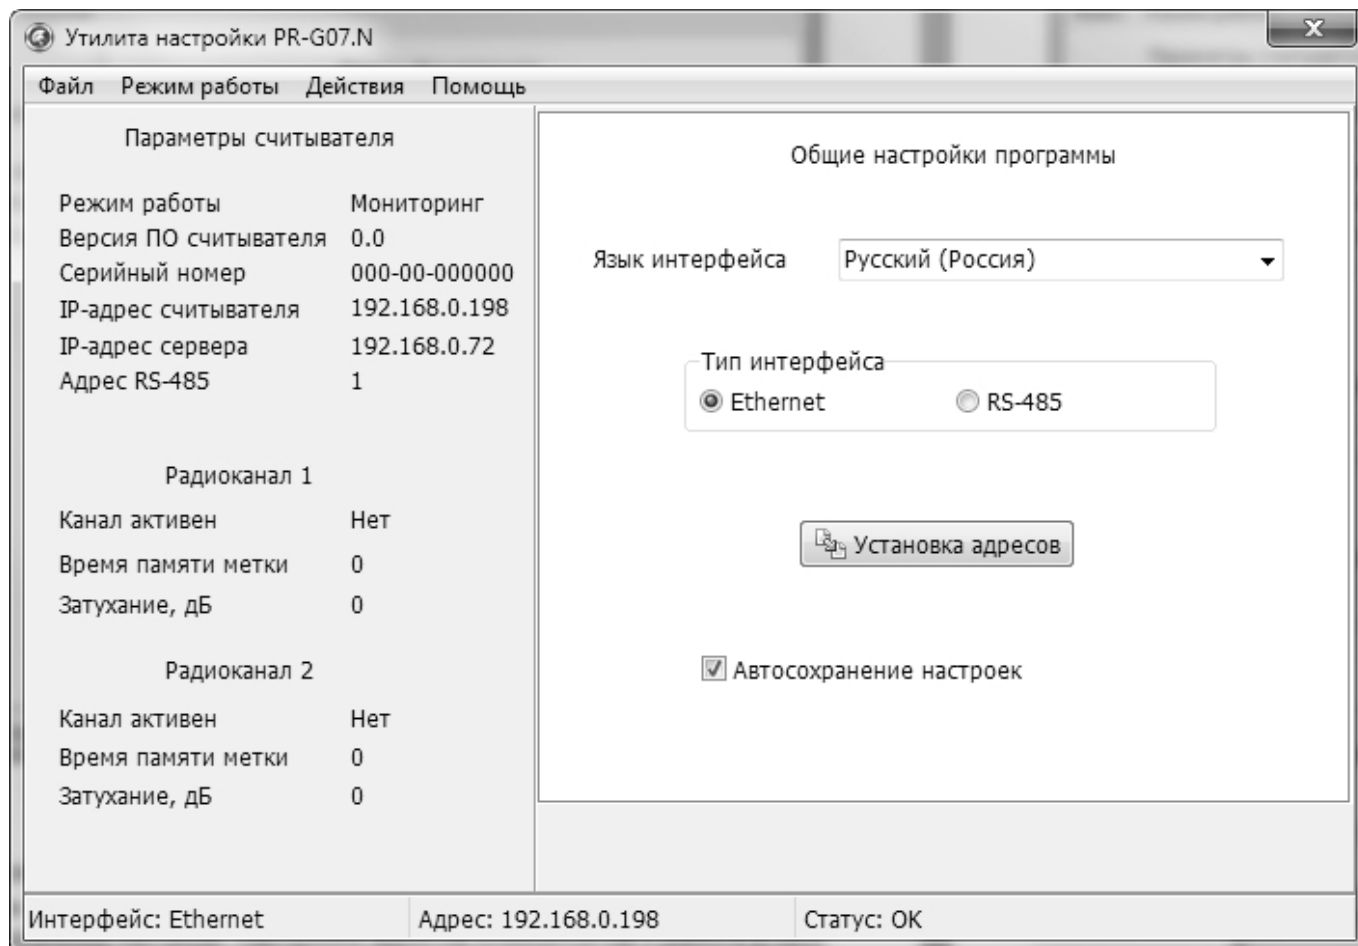 Утилита настройки PR-G07.N
Файл Режим работы Действия Помощь
Параметры считывателя
Режим работы Мониторинг
Версия ПО считывателя 0.0
Серийный номер 000-00-000000
IP-адрес считывателя 192.168.0.198
IP-адрес сервера 192.168.0.72
Адрес RS-485 1
Радиоканал 1
Канал активен Нет
Время памяти метки 0
Затухание, дБ 0
Радиоканал 2
Канал активен Нет
Время памяти метки 0
Затухание, дБ 0
Общие настройки программы
Язык интерфейса Русский (Россия)
Тип интерфейса
Ethernet RS-485
Установка адресов
Автосохранение настроек
Интерфейс: Ethernet Адрес: 192.168.0.198 Статус: OK